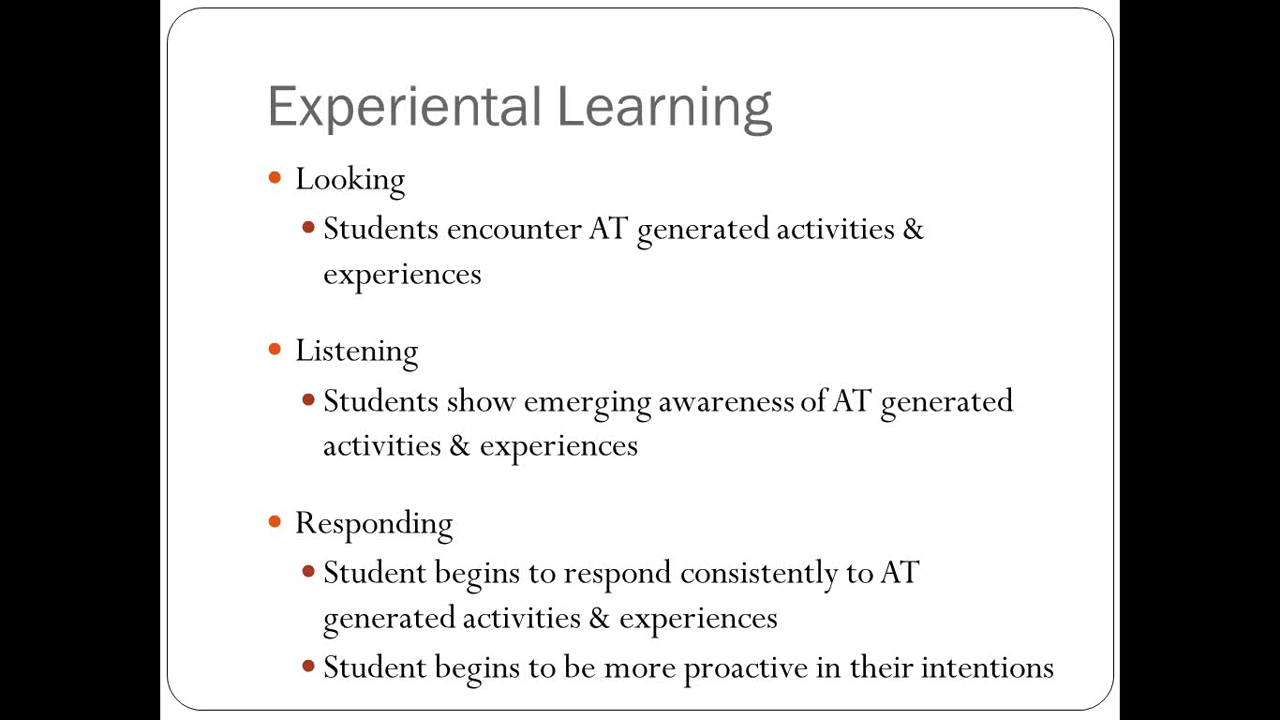 Experiental Learning
Looking
Students encounter AT generated activities &
experiences
Listening
Students show emerging awareness of AT generated
activities & experiences
Responding
Student begins to respond consistently to AT
generated activities & experiences
Student begins to be more proactive in their intentions